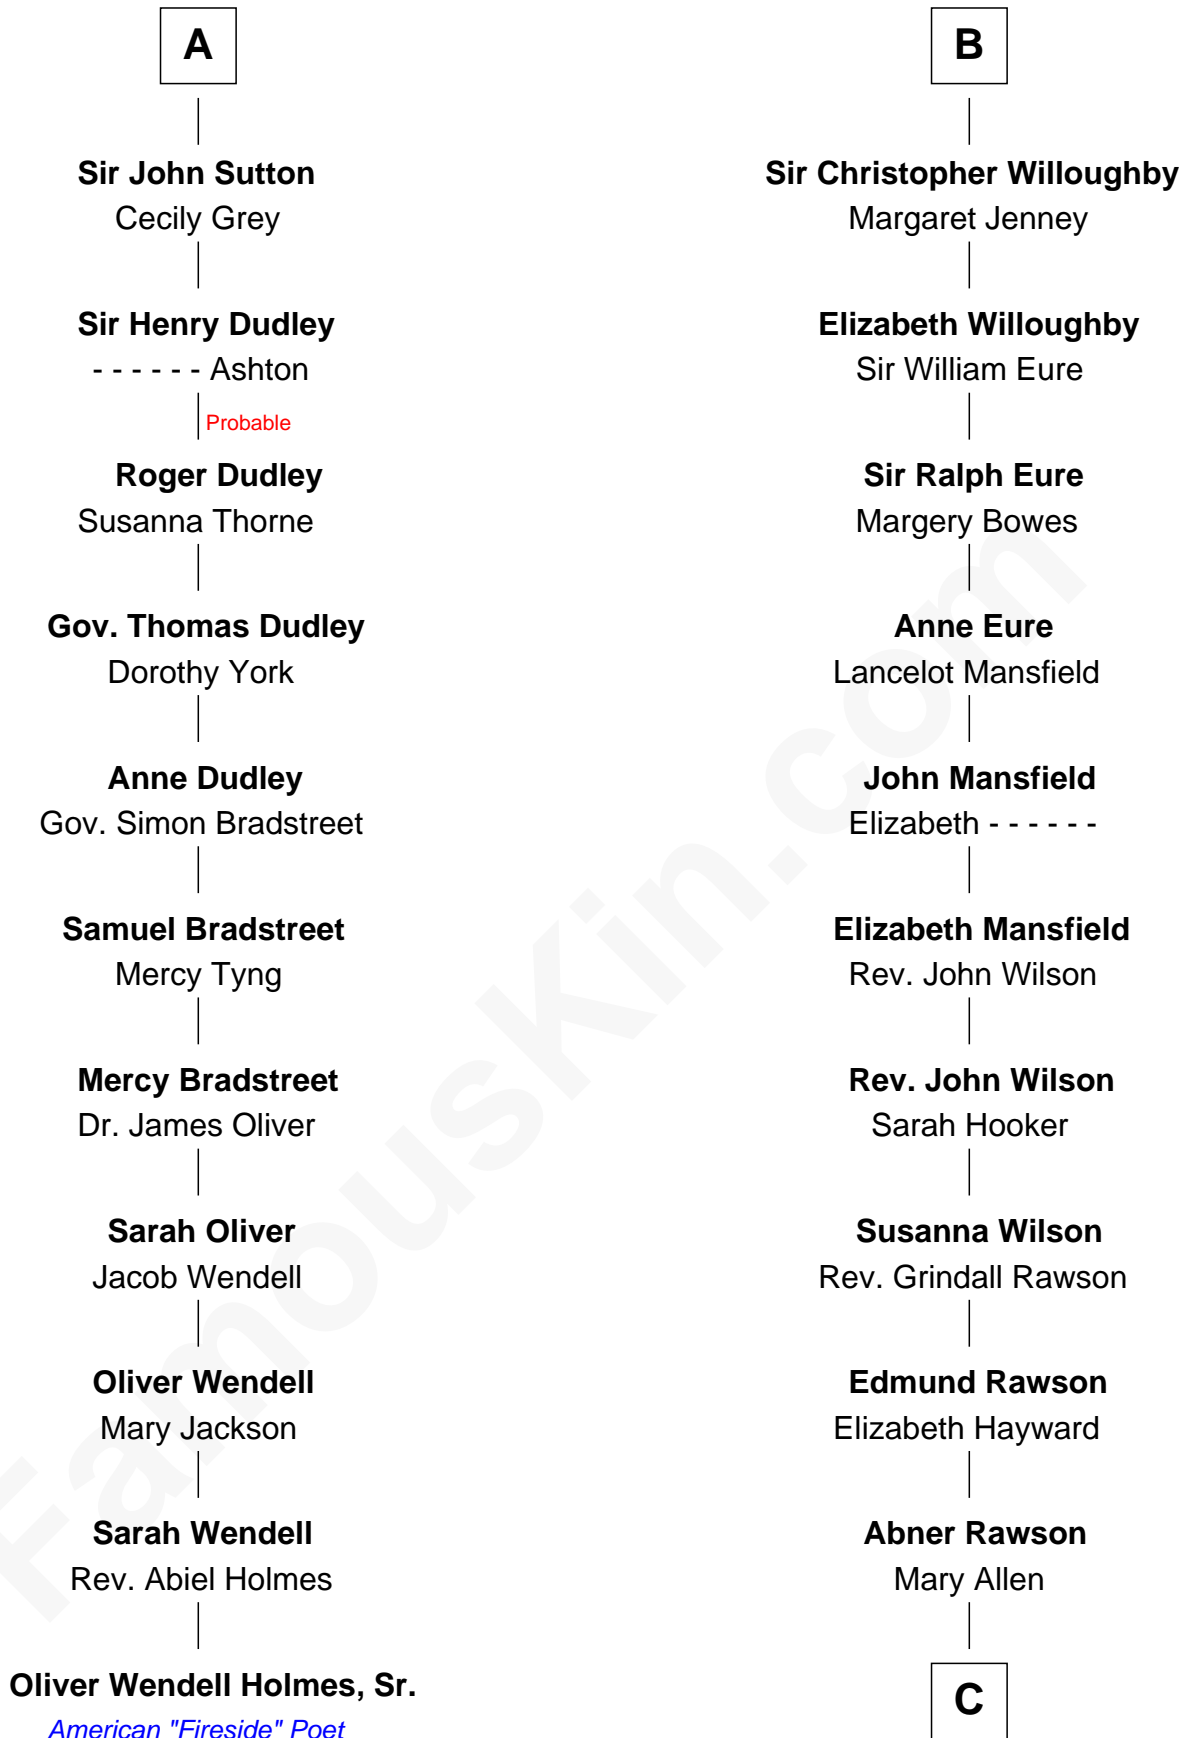 A
Sir John Sutton
Cecily Grey
Sir Henry Dudley
- - - - - - Ashton
Probable
Roger Dudley
Susanna Thorne
Gov. Thomas Dudley
Dorothy York
Anne Dudley
Gov. Simon Bradstreet
Samuel Bradstreet
Mercy Tyng
Mercy Bradstreet
Dr. James Oliver
Sarah Oliver
Jacob Wendell
Oliver Wendell
Mary Jackson
Sarah Wendell
Rev. Abiel Holmes
Oliver Wendell Holmes, Sr.
American "Fireside" Poet
B
Sir Christopher Willoughby
Margaret Jenney
Elizabeth Willoughby
Sir William Eure
Sir Ralph Eure
Margery Bowes
Anne Eure
Lancelot Mansfield
John Mansfield
Elizabeth - - - - - -
Elizabeth Mansfield
Rev. John Wilson
Rev. John Wilson
Sarah Hooker
Susanna Wilson
Rev. Grindall Rawson
Edmund Rawson
Elizabeth Hayward
Abner Rawson
Mary Allen
C
FamousKin.com